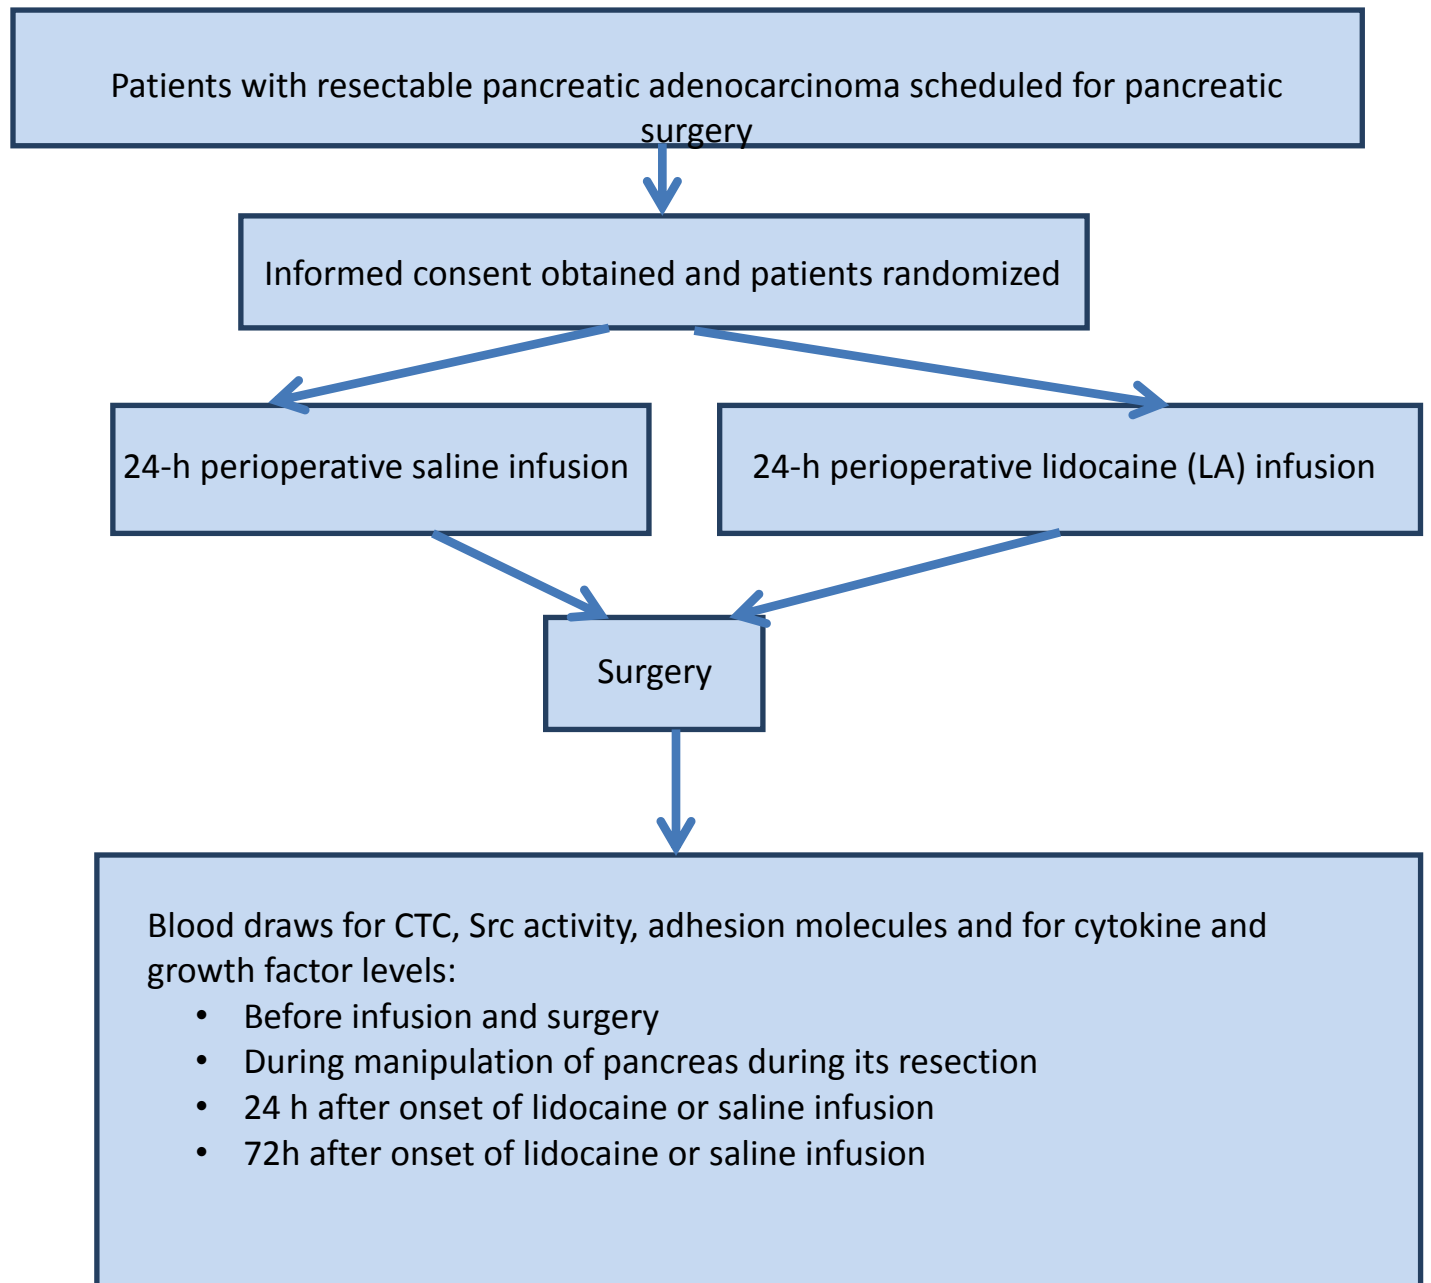 Patients with resectable pancreatic adenocarcinoma scheduled for pancreatic
surgery
Informed consent obtained and patients randomized
24-h perioperative saline infusion
24-h perioperative lidocaine (LA) infusion
Surgery
Blood draws for CTC, Src activity, adhesion molecules and for cytokine and
growth factor levels:
• Before infusion and surgery
• During manipulation of pancreas during its resection
• 24 h after onset of lidocaine or saline infusion
• 72h after onset of lidocaine or saline infusion